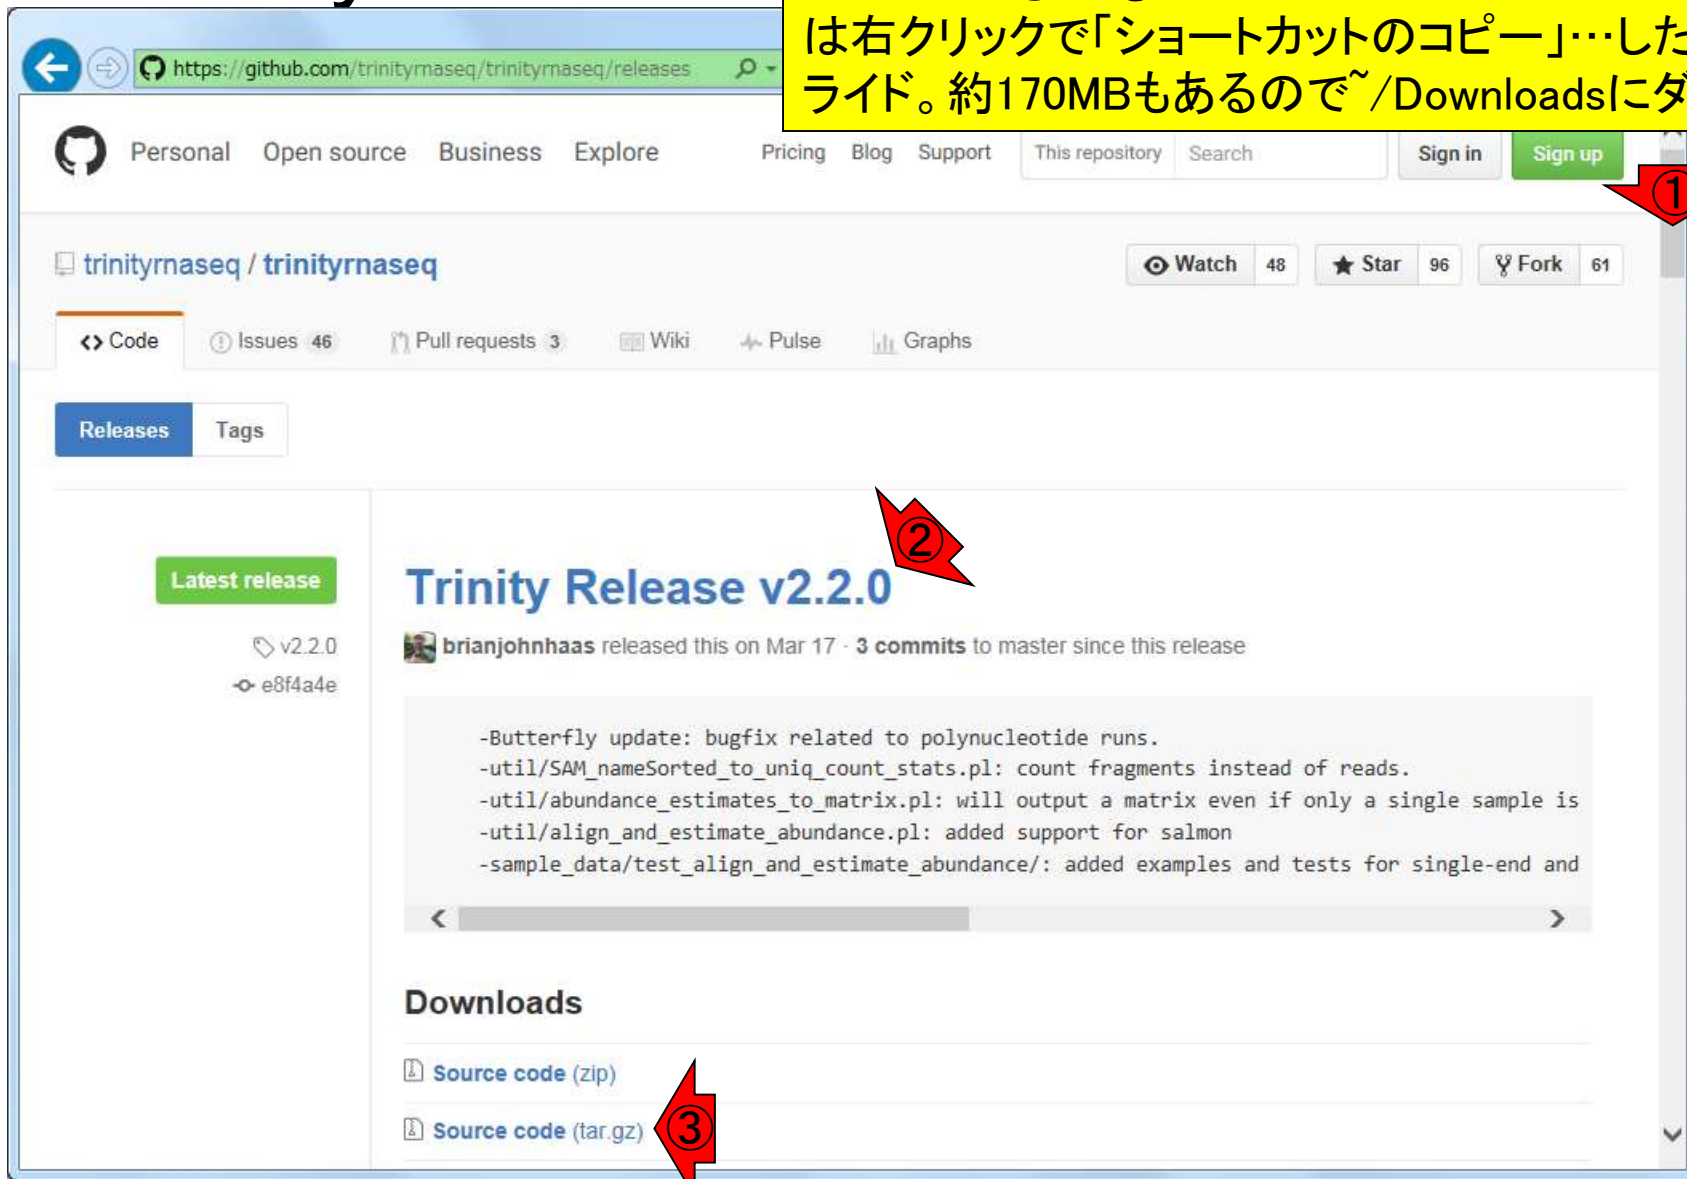 は右クリックで「ショートカットのコピー」…した
ライド。約170MBもあるので~/Downloadsにダ
https://github.com/trinityrnaseq/trinityrnaseq/releases
Personal Open source Business Explore Pricing Blog Support This repository Search Sign in Sign up
①
trinityrnaseq / trinityrnaseq
Watch 48 Star 96 Fork 61
Code Issues 46 Pull requests 3 Wiki Pulse Graphs
Releases Tags
②
Latest release
Trinity Release v2.2.0
v2.2.0
brianjohnhaas released this on Mar 17 · 3 commits to master since this release
e8f4a4e
-Butterfly update: bugfix related to polynucleotide runs.
-util/SAM_nameSorted_to_uniq_count_stats.pl: count fragments instead of reads.
-util/abundance_estimates_to_matrix.pl: will output a matrix even if only a single sample is
-util/align_and_estimate_abundance.pl: added support for salmon
-sample_data/test_align_and_estimate_abundance/: added examples and tests for single-end and
Downloads
Source code (zip)
Source code (tar.gz)
③